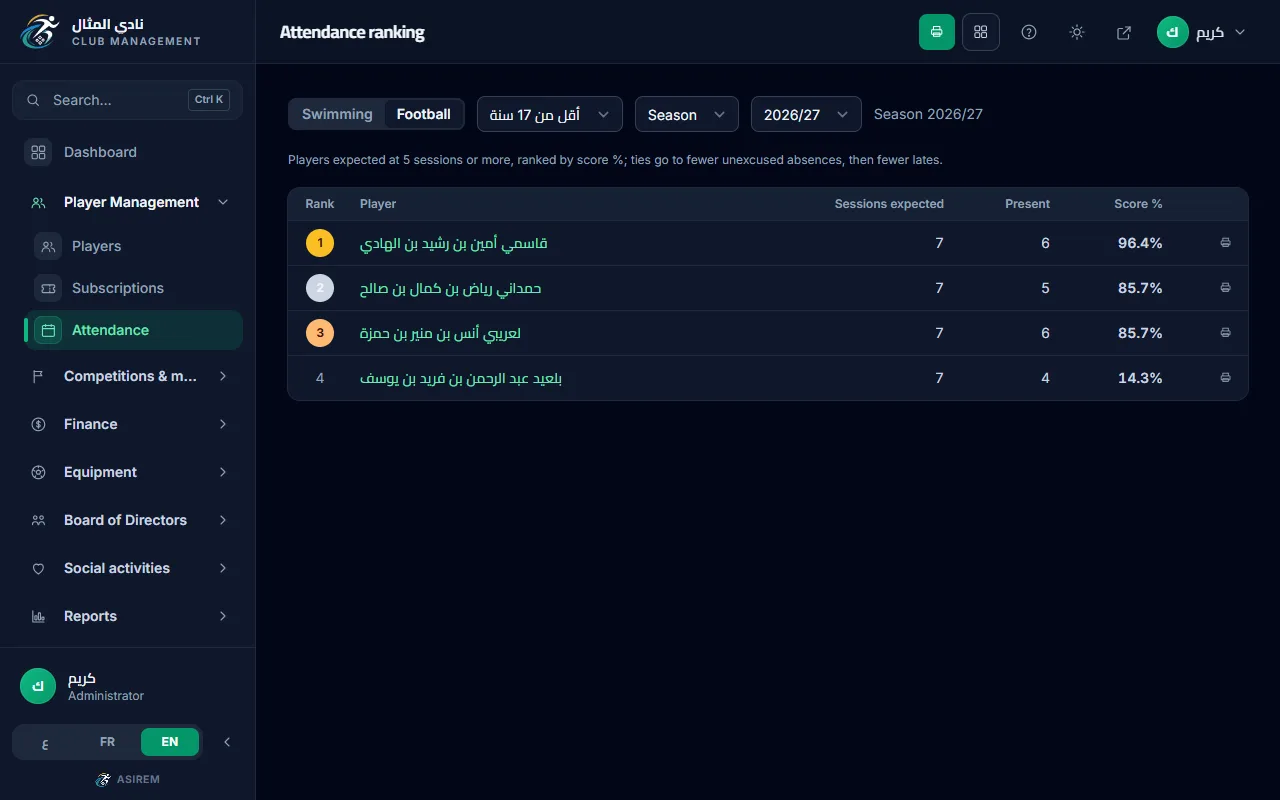 نادي المثال
CLUB MANAGEMENT
Search...
Ctrl K
Dashboard
Player Management
Players
Subscriptions
Attendance
Competitions & m...
Finance
Equipment
Board of Directors
Social activities
Reports
ك
كريم
Administrator
ع
FR
EN
ASIREM
Attendance ranking
ك
كريم
Swimming
Football
أقل من 17 سنة
Season
2026/27
Season 2026/27
Players expected at 5 sessions or more, ranked by score %; ties go to fewer unexcused absences, then fewer lates.
Rank Player Sessions expected Present Score %
1 قاسمي أمين بن رشيد بن الهادي 7 6 96.4%
2 حمداني رياض بن كمال بن صالح 7 5 85.7%
3 لعريبي أنس بن منير بن حمزة 7 6 85.7%
4 بلعيد عبد الرحمن بن فريد بن يوسف 7 4 14.3%